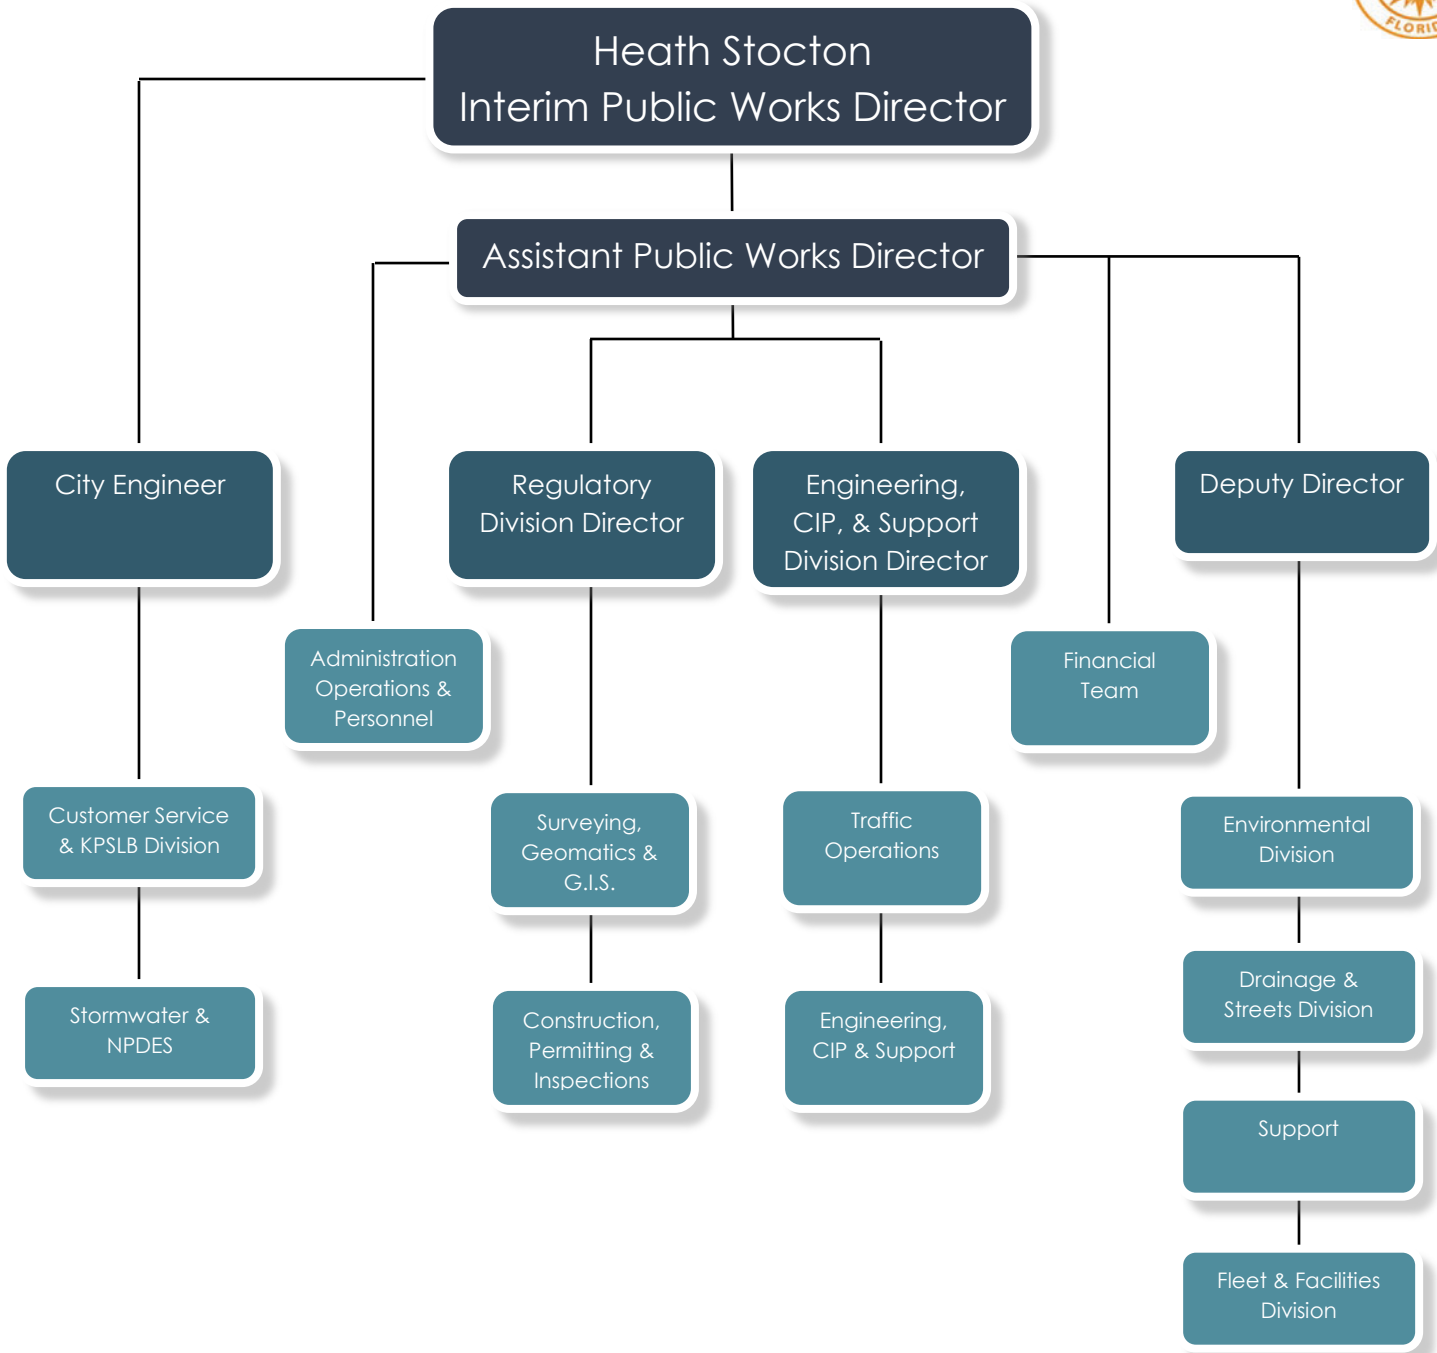 FLORID
Heath Stocton
Interim Public Works Director
Assistant Public Works Director
City Engineer
Regulatory
Division Director
Engineering,
CIP, & Support
Division Director
Deputy Director
Administration
Operations &
Personnel
Financial
Team
Customer Service
& KPSLB Division
Surveying,
Geomatics &
G.I.S.
Traffic
Operations
Environmental
Division
Stormwater &
NPDES
Construction,
Permitting &
Inspections
Engineering,
CIP & Support
Drainage &
Streets Division
Support
Fleet & Facilities
Division